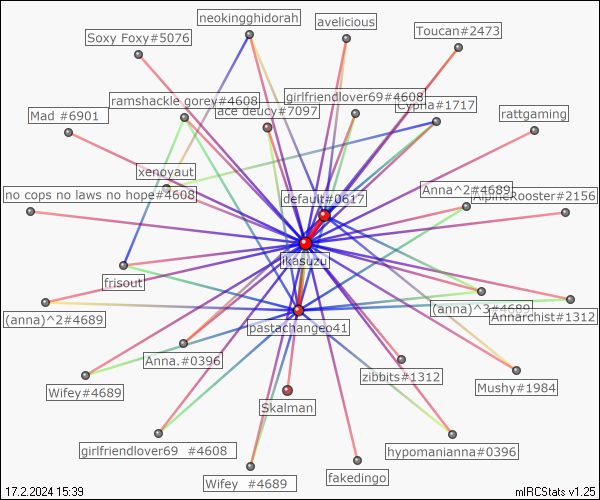 neokingghidorah
avelicious
Toucan#2473
Soxy Foxy#5076
girlfriendlover69#4608
ramshackle gorey#4608
Cypha#1717
ace deucy#7097
Mad #6901
rattgaming
xenoyaut
Anna^2#4689
no cops no laws no hope#4608
default#0617
AlpineRooster#2156
ikasuzu
frisout
(anna)^3#4689
Annarchist#1312
(anna)^2#4689
pastachangeo41
Anna.#0396
zibbits#1312
Mushy#1984
Wifey#4689
Skalman
girlfriendlover69 #4608
hypomanianna#0396
Wifey #4689
fakedingo
17.2.2024 15:39
mIRCStats v1.25